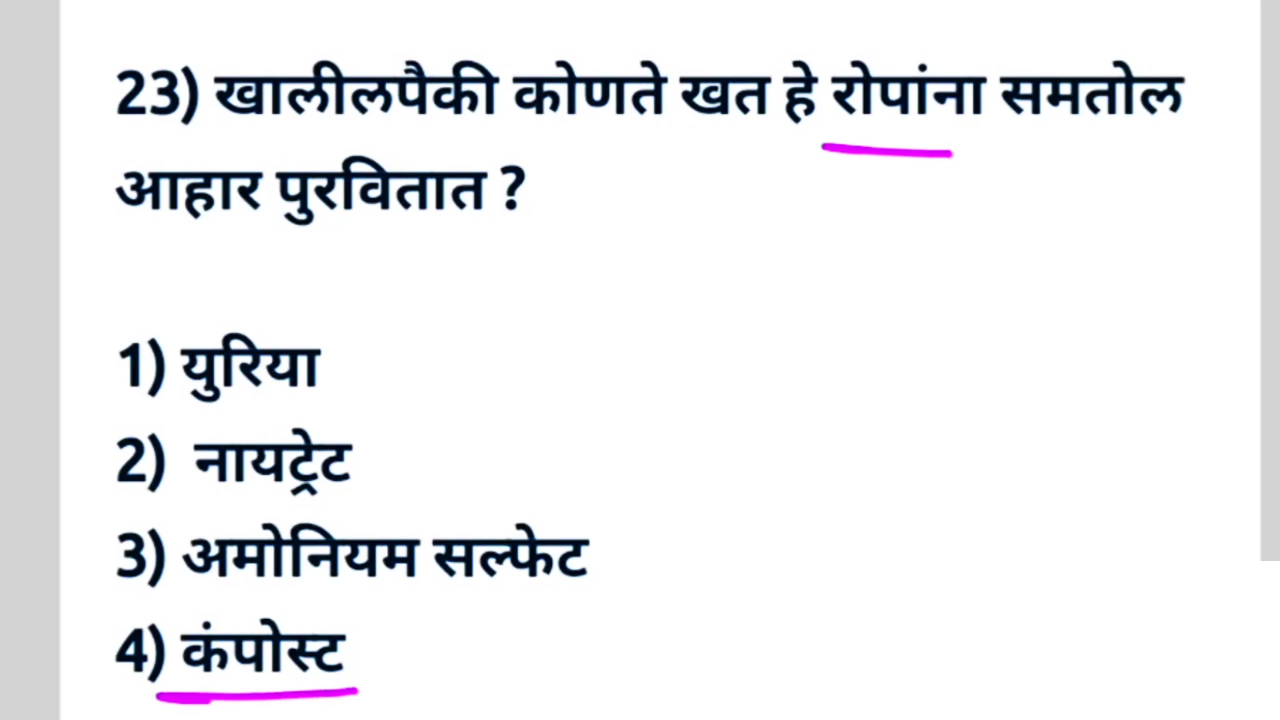 23) खालीलपैकी कोणते खत हे रोपांना समतोल
आहार पुरवितात ?
1) युरिया
2) नायट्रेट
3) अमोनियम सल्फेट
4) कंपोस्ट